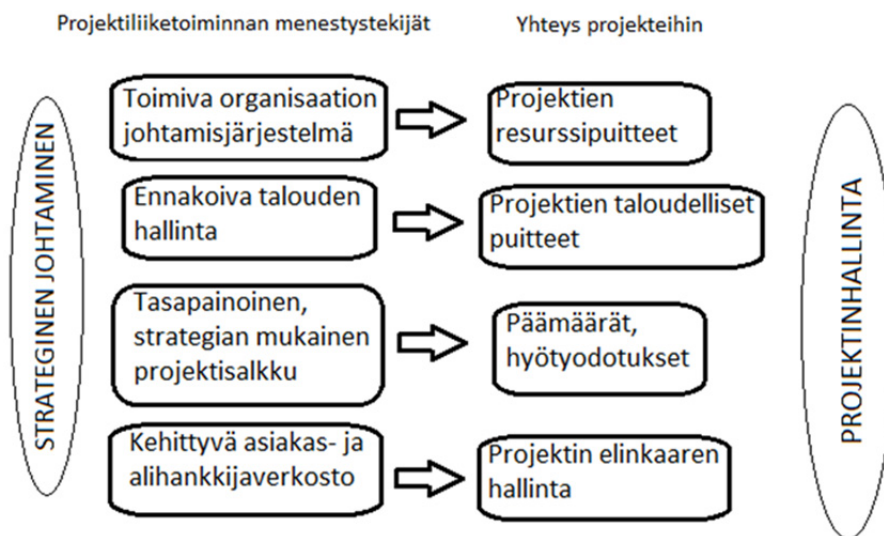 Projektiliiketoiminnan menestystekijät
Yhteys projekteihin
STRATEGINEN JOHTAMINEN
Toimiva organisaation
johtamisjärjestelmä
Projektien
resurssipuitteet
Ennakoiva talouden
hallinta
Projektien taloudelliset
puitteet
Tasapainoinen,
strategian mukainen
projektisalkku
Päämäärät,
hyötyodotukset
Kehittyvä asiakas- ja
alihankkijaverkosto
Projektin elinkaaren
hallinta
PROJEKTINHALLINTA